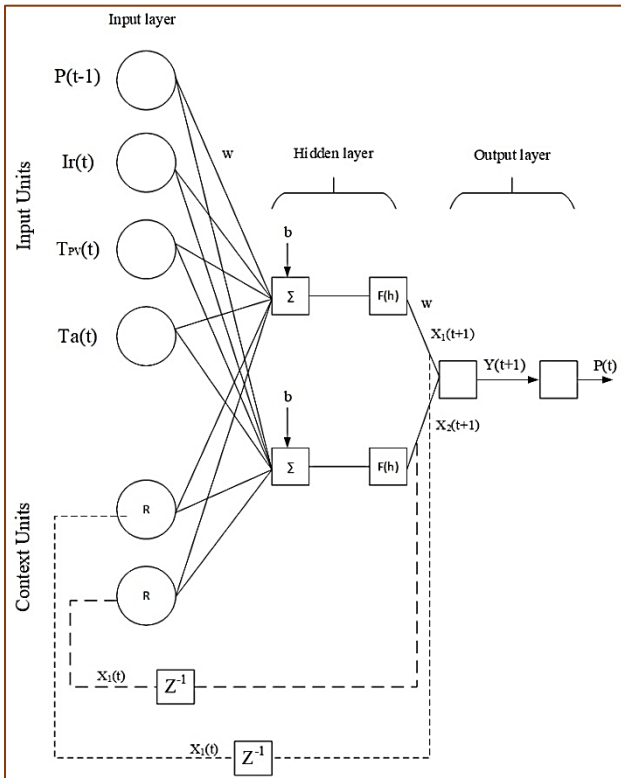 Input layer
P(t-1)
Ir(t)
TPV(t)
Ta(t)
Input Units
w
Hidden layer
Output layer
b
Σ
F(h)
w
X1(t+1)
Y(t+1)
P(t)
X2(t+1)
b
Σ
F(h)
Context Units
R
R
X1(t)
Z-1
X1(t)
Z-1